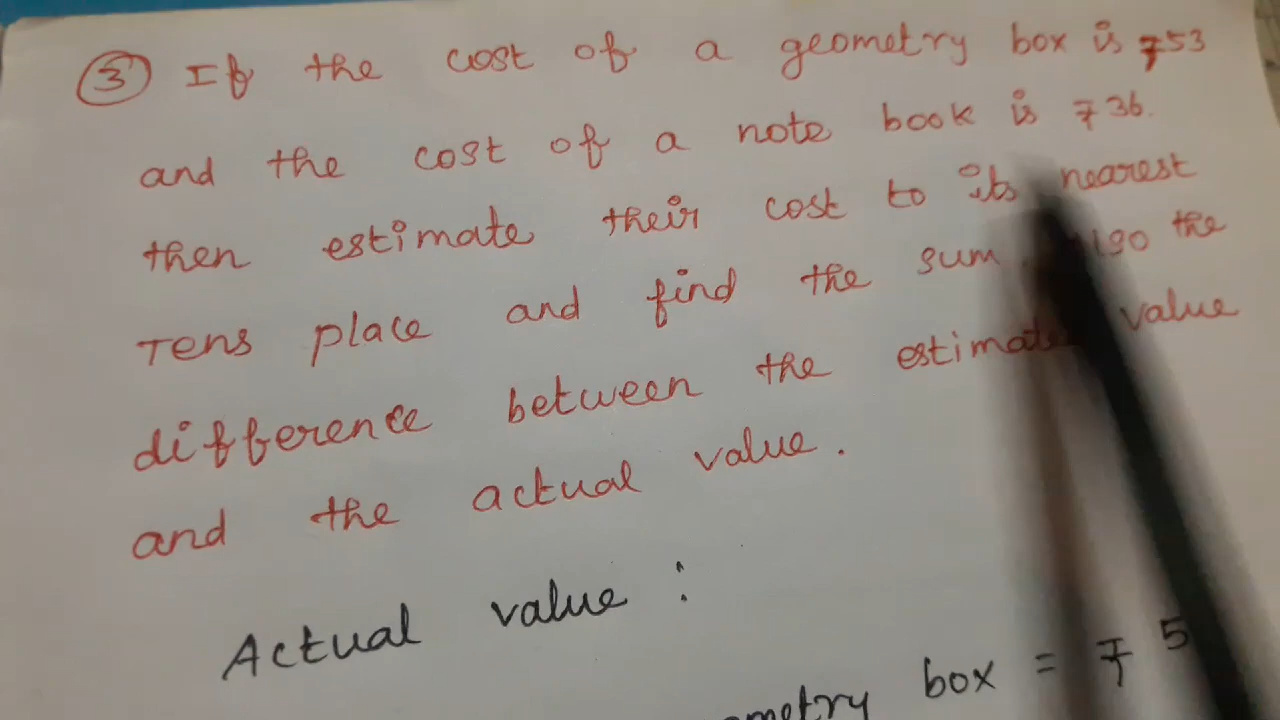 ③ If the cost of a geometry box is ₹53
and the cost of a note book is ₹36.
then estimate their cost to its nearest
Tens place and find the sum. the
difference between the estimate value
and the actual value.
Actual value :
box = ₹ 5